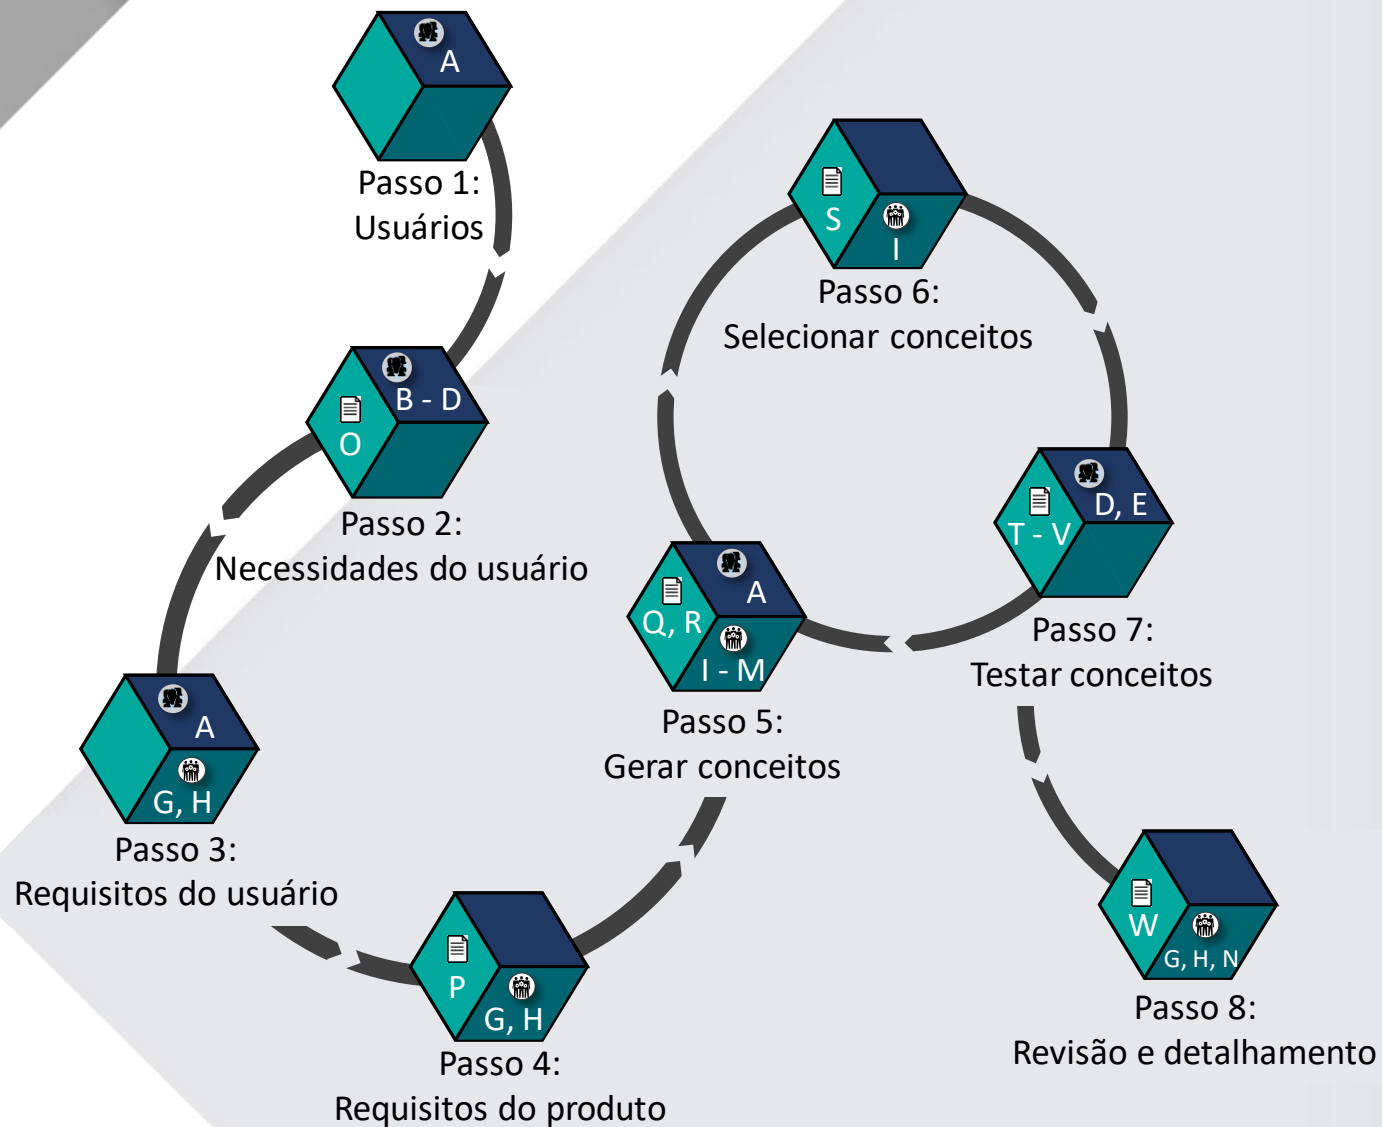 A
Passo 1:
Usuários
B - D
O
Passo 2:
Necessidades do usuário
A
G, H
Passo 3:
Requisitos do usuário
P
G, H
Passo 4:
Requisitos do produto
A
Q, R
I - M
Passo 5:
Gerar conceitos
S
I
Passo 6:
Selecionar conceitos
D, E
T - V
Passo 7:
Testar conceitos
W
G, H, N
Passo 8:
Revisão e detalhamento